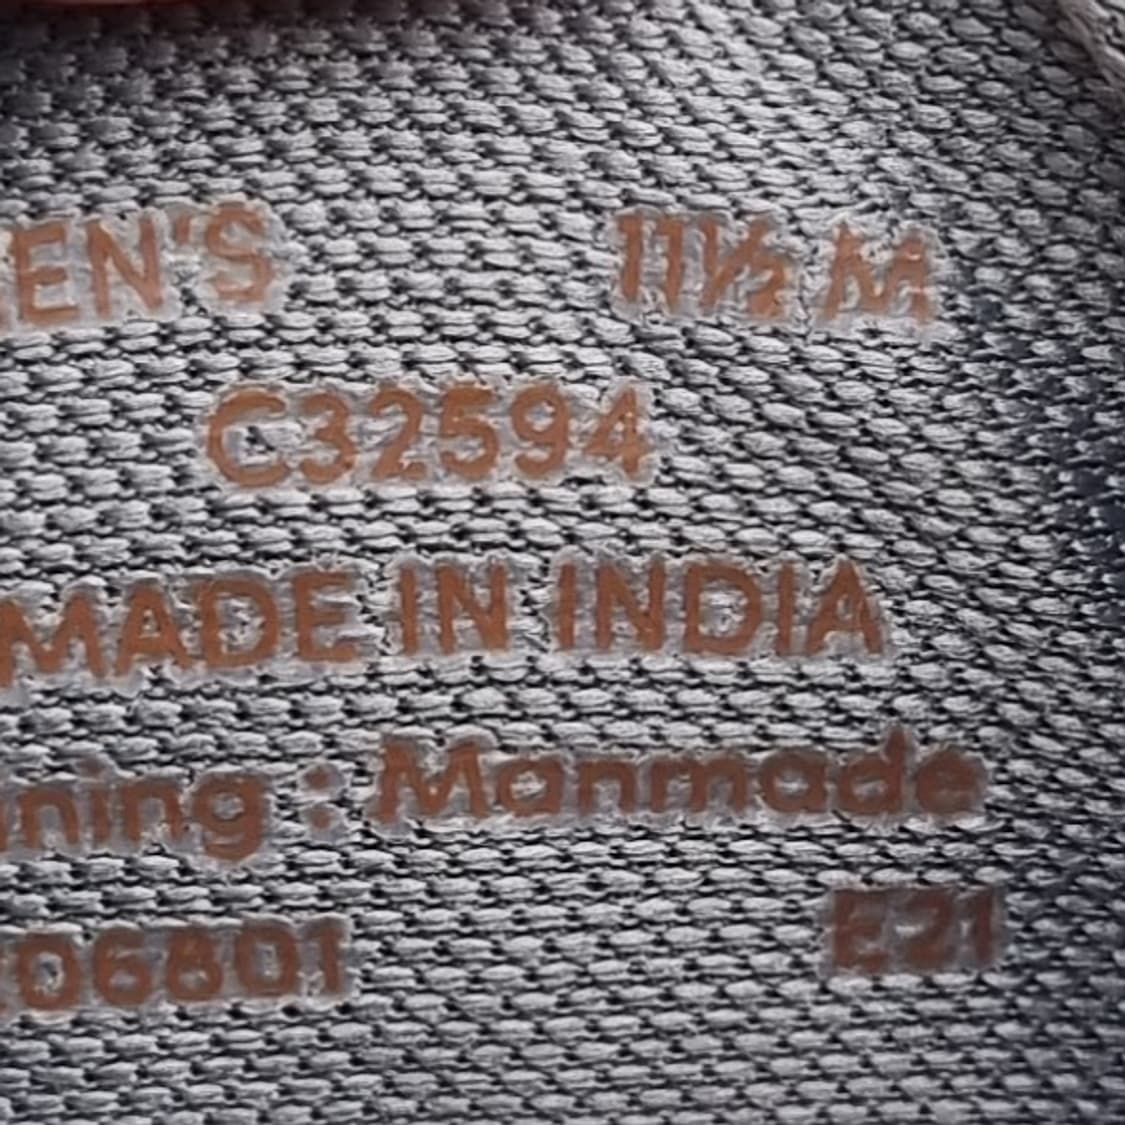 EN'S 11½ M
C32594
MADE IN INDIA
ning : Manmade
06801 E21